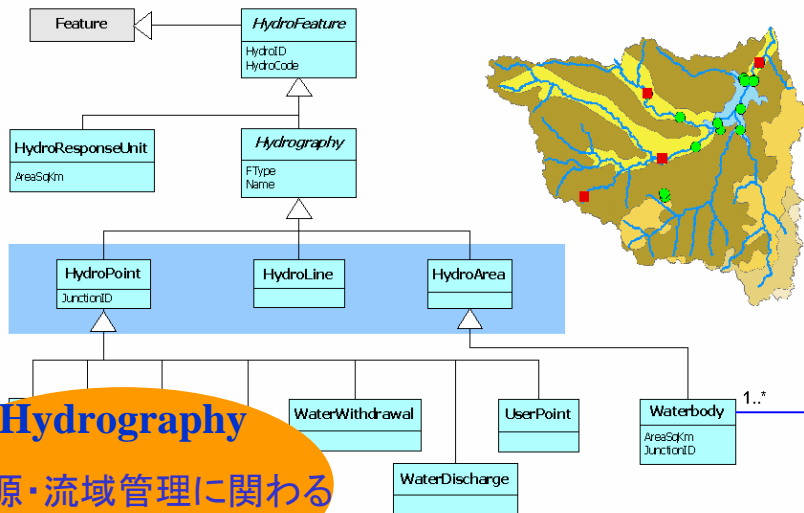 Feature
HydroFeature
HydroID
HydroCode
HydroResponseUnit
AreaSqKm
Hydrography
FType
Name
HydroPoint
JunctionID
HydroLine
HydroArea
WaterWithdrawal
UserPoint
Waterbody
AreaSqKm
JunctionID
1..*
WaterDischarge
Hydrography
源・流域管理に関わる